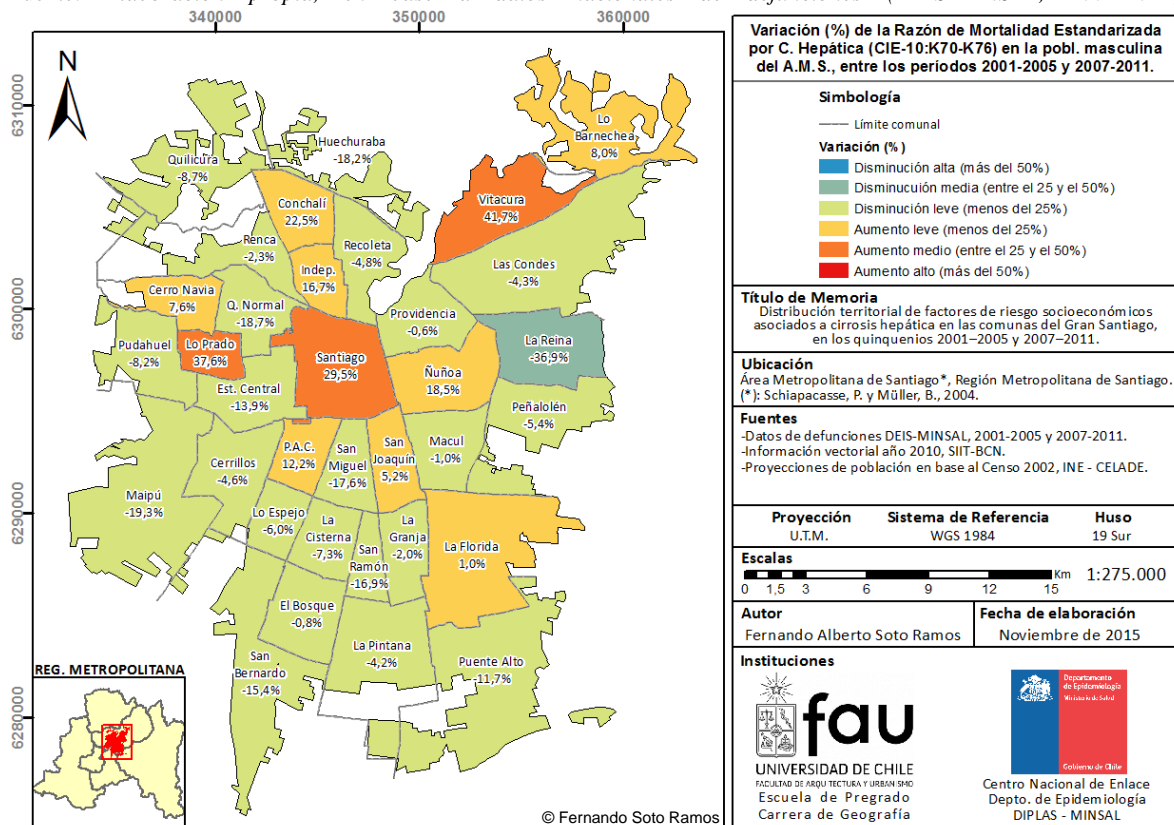 340000
350000
360000
6310000
6300000
6290000
6280000
N
Lo
Barnechea
8,0%
Huechuraba
-18,2%
Quilicura
-8,7%
Vitacura
41,7%
Conchalí
22,5%
Renca
-2,3%
Recoleta
-4,8%
Las Condes
-4,3%
Indep.
16,7%
Cerro Navia
7,6%
Q. Normal
-18,7%
Providencia
-0,6%
La Reina
-36,9%
Pudahuel
-8,2%
Lo Prado
37,6%
Santiago
29,5%
Ñuñoa
18,5%
Est. Central
-13,9%
Peñalolén
-5,4%
P.A.C.
12,2%
San
Miguel
-17,6%
San
Joaquín
5,2%
Macul
-1,0%
Cerrillos
-4,6%
Maipú
-19,3%
Lo Espejo
-6,0%
La
Cisterna
-7,3%
La
Granja
-2,0%
San
Ramón
-16,9%
La Florida
1,0%
El Bosque
-0,8%
La Pintana
-4,2%
San
Bernardo
-15,4%
Puente Alto
-11,7%
REG. METROPOLITANA
© Fernando Soto Ramos
Variación (%) de la Razón de Mortalidad Estandarizada
por C. Hepática (CIE-10:K70-K76) en la pobl. masculina
del A.M.S., entre los períodos 2001-2005 y 2007-2011.
Simbología
Límite comunal
Variación (%)
Disminución alta (más del 50%)
Disminucuión media (entre el 25 y el 50%)
Disminución leve (menos del 25%)
Aumento leve (menos del 25%)
Aumento medio (entre el 25 y el 50%)
Aumento alto (más del 50%)
Título de Memoria
Distribución territorial de factores de riesgo socioeconómicos
asociados a cirrosis hepática en las comunas del Gran Santiago,
en los quinquenios 2001–2005 y 2007–2011.
Ubicación
Área Metropolitana de Santiago*, Región Metropolitana de Santiago.
(*): Schiapacasse, P. y Müller, B., 2004.
Fuentes
-Datos de defunciones DEIS-MINSAL, 2001-2005 y 2007-2011.
-Información vectorial año 2010, SIIT-BCN.
-Proyecciones de población en base al Censo 2002, INE - CELADE.
Proyección Sistema de Referencia Huso
U.T.M. WGS 1984 19 Sur
Escalas
0 1,5 3 6 9 12 15 Km 1:275.000
Autor
Fernando Alberto Soto Ramos
Fecha de elaboración
Noviembre de 2015
Instituciones
fau
UNIVERSIDAD DE CHILE
FACULTAD DE ARQUITECTURA Y URBANISMO
Escuela de Pregrado
Carrera de Geografía
Departamento
de Epidemiología
Ministerio de Salud
Gobierno de Chile
Centro Nacional de Enlace
Depto. de Epidemiología
DIPLAS - MINSAL